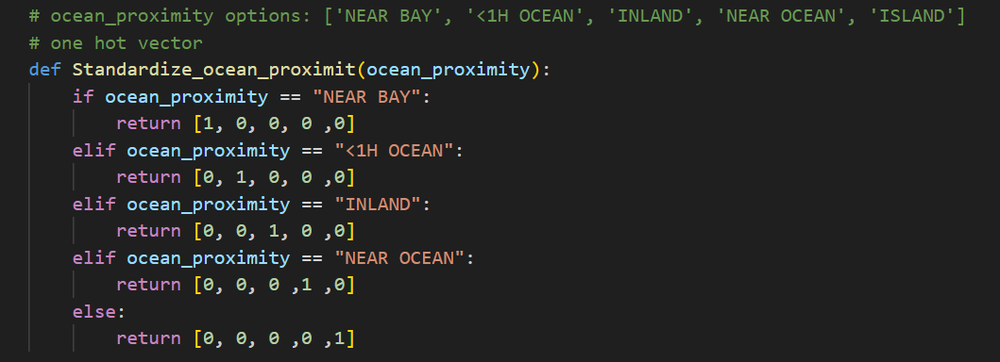 # ocean_proximity options: ['NEAR BAY', '<1H OCEAN', 'INLAND', 'NEAR OCEAN', 'ISLAND']
# one hot vector
def Standardize_ocean_proximit(ocean_proximity):
    if ocean_proximity == "NEAR BAY":
        return [1, 0, 0, 0 ,0]
    elif ocean_proximity == "<1H OCEAN":
        return [0, 1, 0, 0 ,0]
    elif ocean_proximity == "INLAND":
        return [0, 0, 1, 0 ,0]
    elif ocean_proximity == "NEAR OCEAN":
        return [0, 0, 0 ,1 ,0]
    else:
        return [0, 0, 0 ,0 ,1]